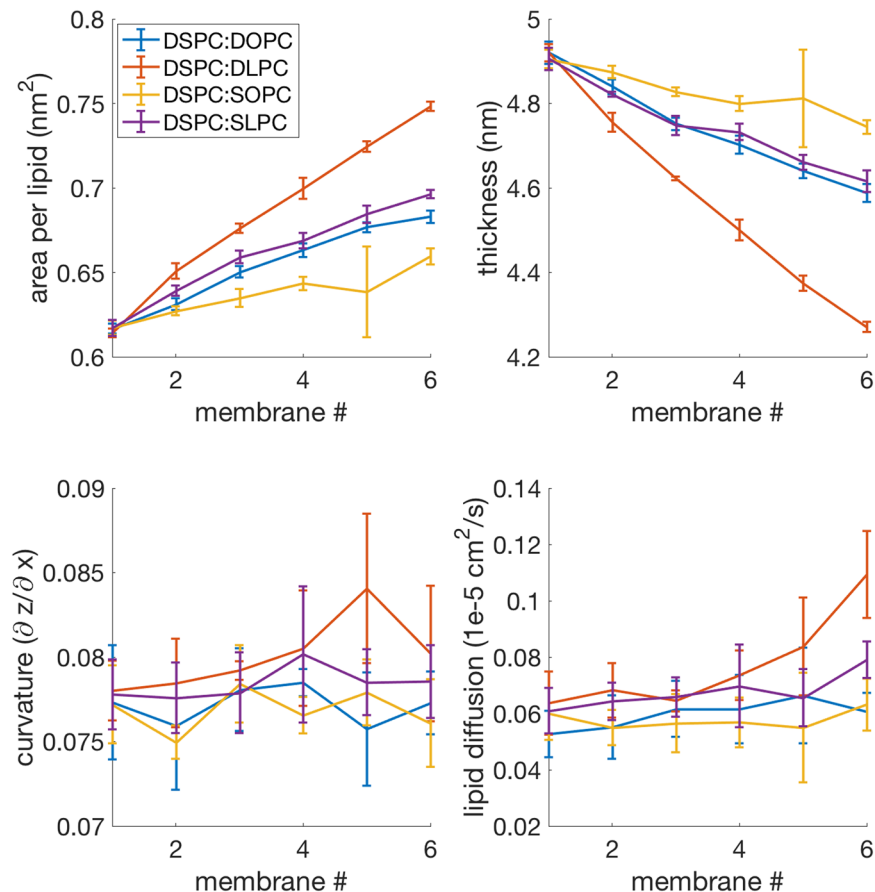 0.8
0.75
0.7
0.65
0.6
area per lipid (nm²)
DSPC:DOPC
DSPC:DLPC
DSPC:SOPC
DSPC:SLPC
2 4 6
membrane #
5
4.8
4.6
4.4
4.2
thickness (nm)
2 4 6
membrane #
0.09
0.085
0.08
0.075
0.07
curvature (∂ z/∂ x)
2 4 6
membrane #
0.14
0.12
0.1
0.08
0.06
0.04
0.02
lipid diffusion (1e-5 cm²/s)
2 4 6
membrane #